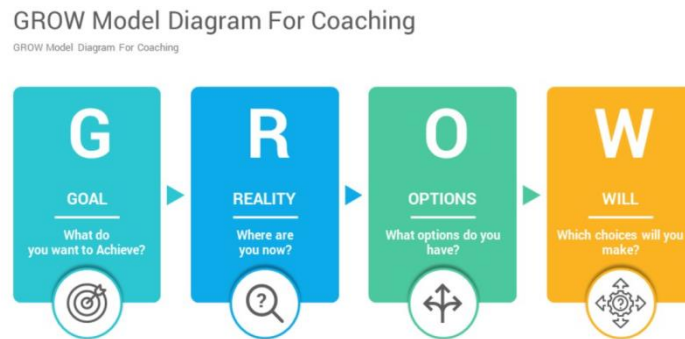 GROW Model Diagram For Coaching
GROW Model Diagram For Coaching
G
GOAL
What do
you want to Achieve?
R
REALITY
Where are
you now?
?
O
OPTIONS
What options do you
have?
W
WILL
Which choices will you
make?
?